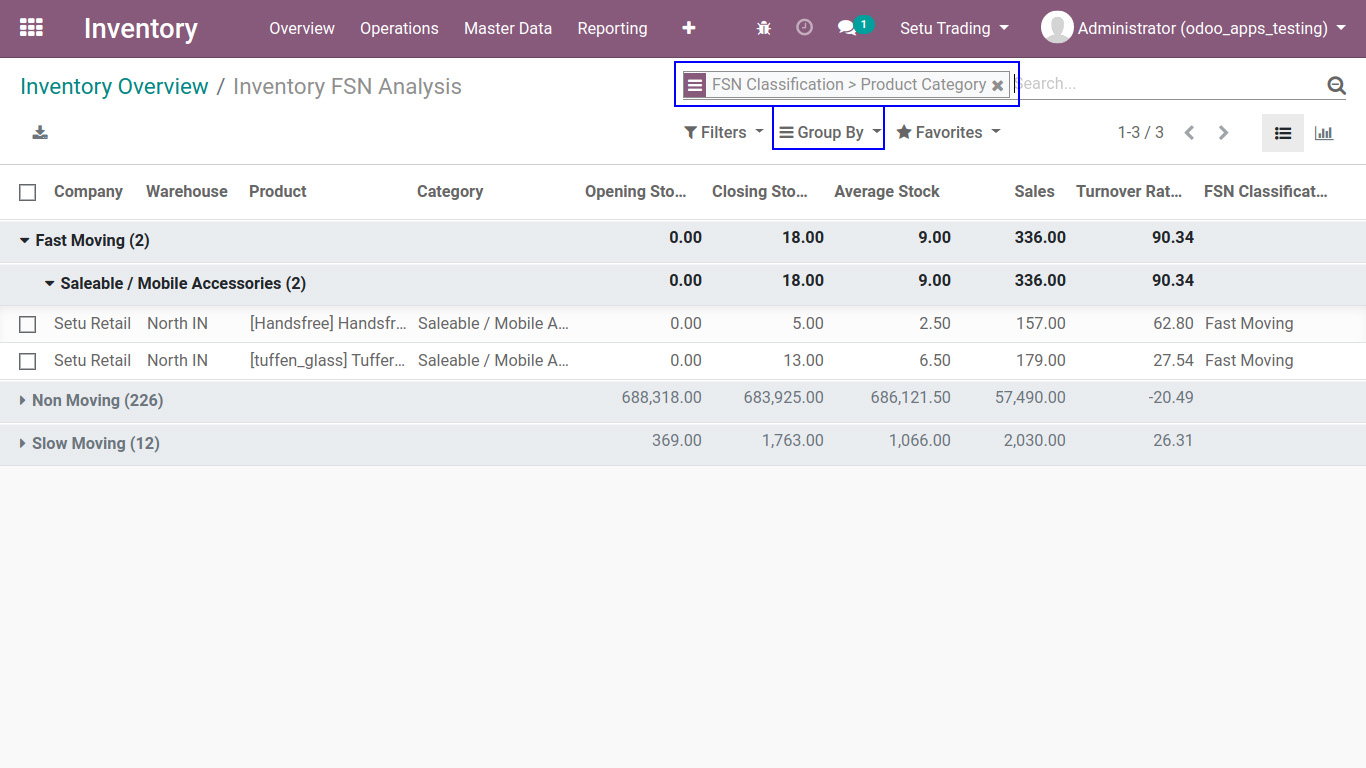 Inventory Overview Operations Master Data Reporting 1 Setu Trading Administrator (odoo_apps_testing)
Inventory Overview / Inventory FSN Analysis FSN Classification > Product Category Search...
Filters Group By Favorites 1-3 / 3
Company Warehouse Product Category Opening Sto... Closing Sto... Average Stock Sales Turnover Rat... FSN Classificat...
Fast Moving (2) 0.00 18.00 9.00 336.00 90.34
Saleable / Mobile Accessories (2) 0.00 18.00 9.00 336.00 90.34
Setu Retail North IN [Handsfree] Handsfr... Saleable / Mobile A... 0.00 5.00 2.50 157.00 62.80 Fast Moving
Setu Retail North IN [tuffen_glass] Tuffer... Saleable / Mobile A... 0.00 13.00 6.50 179.00 27.54 Fast Moving
Non Moving (226) 688,318.00 683,925.00 686,121.50 57,490.00 -20.49
Slow Moving (12) 369.00 1,763.00 1,066.00 2,030.00 26.31